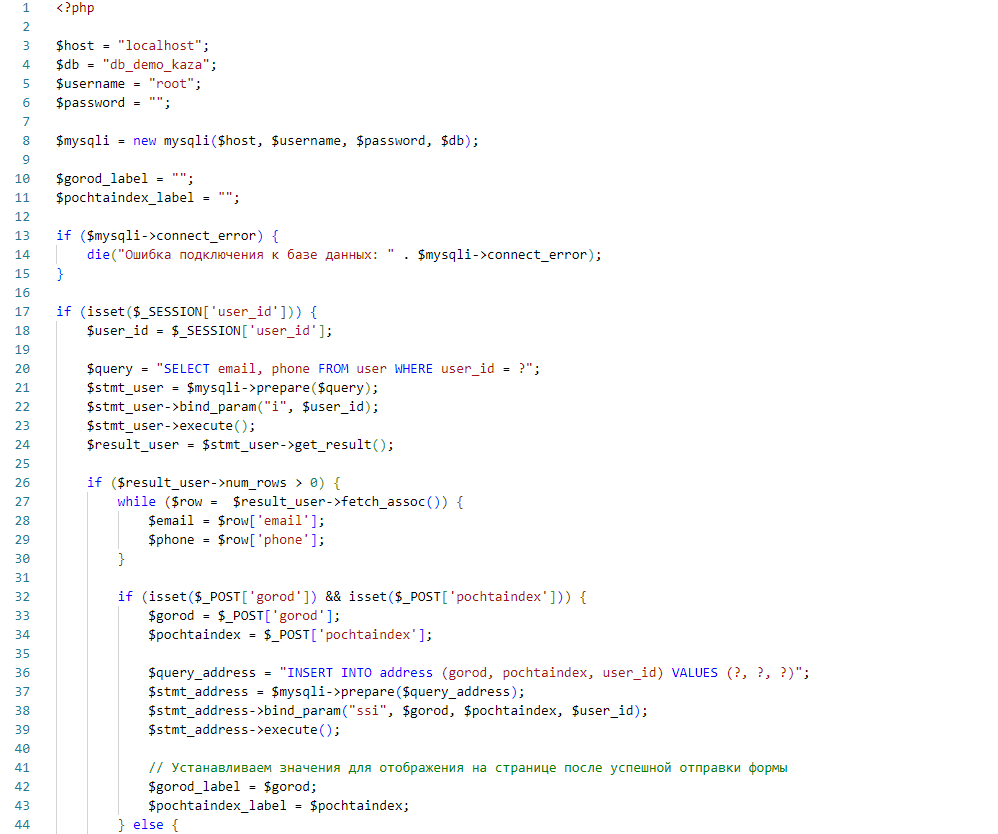 1 <?php
2
3 $host = "localhost";
4 $db = "db_demo_kaza";
5 $username = "root";
6 $password = "";
7
8 $mysqli = new mysqli($host, $username, $password, $db);
9
10 $gorod_label = "";
11 $pochtaindex_label = "";
12
13 if ($mysqli->connect_error) {
14     die("Ошибка подключения к базе данных: " . $mysqli->connect_error);
15 }
16
17 if (isset($_SESSION['user_id'])) {
18     $user_id = $_SESSION['user_id'];
19
20     $query = "SELECT email, phone FROM user WHERE user_id = ?";
21     $stmt_user = $mysqli->prepare($query);
22     $stmt_user->bind_param("i", $user_id);
23     $stmt_user->execute();
24     $result_user = $stmt_user->get_result();
25
26     if ($result_user->num_rows > 0) {
27         while ($row =  $result_user->fetch_assoc()) {
28             $email = $row['email'];
29             $phone = $row['phone'];
30         }
31
32         if (isset($_POST['gorod']) && isset($_POST['pochtaindex'])) {
33             $gorod = $_POST['gorod'];
34             $pochtaindex = $_POST['pochtaindex'];
35
36             $query_address = "INSERT INTO address (gorod, pochtaindex, user_id) VALUES (?, ?, ?)";
37             $stmt_address = $mysqli->prepare($query_address);
38             $stmt_address->bind_param("ssi", $gorod, $pochtaindex, $user_id);
39             $stmt_address->execute();
40
41             // Устанавливаем значения для отображения на странице после успешной отправки формы
42             $gorod_label = $gorod;
43             $pochtaindex_label = $pochtaindex;
44         } else {